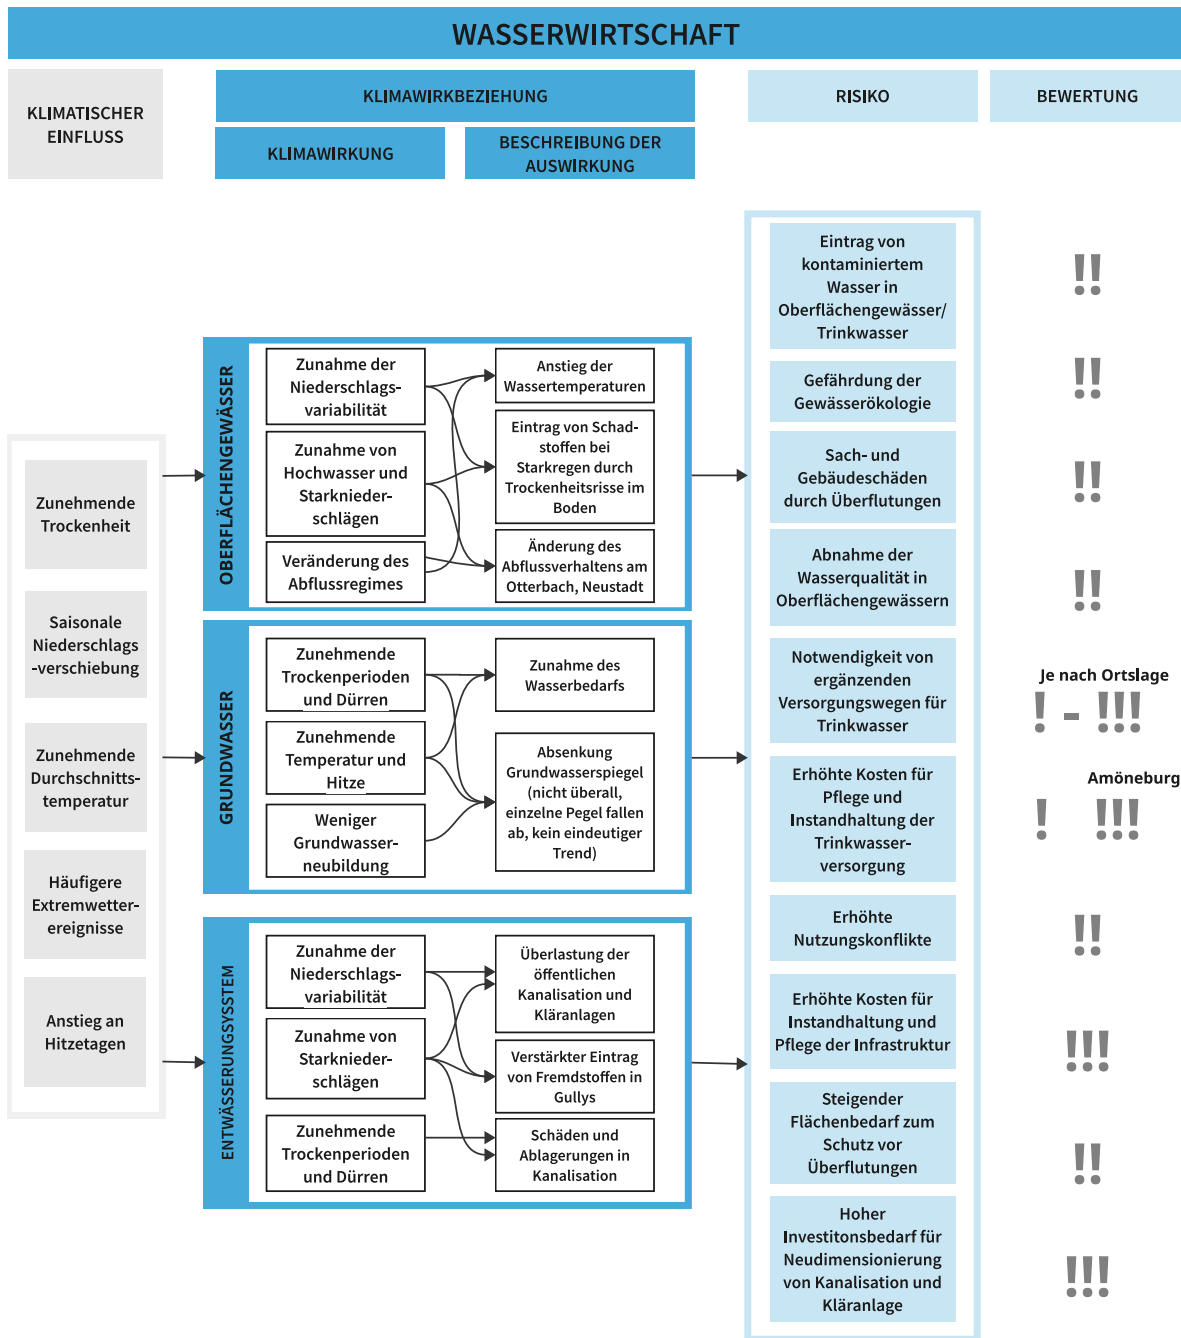 WASSERWIRTSCHAFT
KLIMATISCHER
EINFLUSS
KLIMAWIRKBEZIEHUNG
KLIMAWIRKUNG
BESCHREIBUNG DER
AUSWIRKUNG
RISIKO
BEWERTUNG
Zunehmende
Trockenheit
Saisonale
Niederschlags
-verschiebung
Zunehmende
Durchschnitts-
temperatur
Häufigere
Extremwetter-
ereignisse
Anstieg an
Hitzetagen
OBERFLÄCHENGEWÄSSER
Zunahme der
Niederschlags-
variabilität
Zunahme von
Hochwasser und
Starknieder-
schlägen
Veränderung des
Abflussregimes
Anstieg der
Wassertemperaturen
Eintrag von Schad-
stoffen bei
Starkregen durch
Trockenheitsrisse im
Boden
Änderung des
Abflussverhaltens am
Otterbach, Neustadt
GRUNDWASSER
Zunehmende
Trockenperioden
und Dürren
Zunehmende
Temperatur und
Hitze
Weniger
Grundwasser-
neubildung
Zunahme des
Wasserbedarfs
Absenkung
Grundwasserspiegel
(nicht überall,
einzelne Pegel fallen
ab, kein eindeutiger
Trend)
ENTWÄSSERUNGSYSSTEM
Zunahme der
Niederschlags-
variabilität
Zunahme von
Starknieder-
schlägen
Zunehmende
Trockenperioden
und Dürren
Überlastung der
öffentlichen
Kanalisation und
Kläranlagen
Verstärkter Eintrag
von Fremdstoffen in
Gullys
Schäden und
Ablagerungen in
Kanalisation
Eintrag von
kontaminiertem
Wasser in
Oberflächengewässer/
Trinkwasser
!!
Gefährdung der
Gewässerökologie
!!
Sach- und
Gebäudeschäden
durch Überflutungen
!!
Abnahme der
Wasserqualität in
Oberflächengewässern
!!
Notwendigkeit von
ergänzenden
Versorgungswegen für
Trinkwasser
Je nach Ortslage
! - !!!
Erhöhte Kosten für
Pflege und
Instandhaltung der
Trinkwasser-
versorgung
Amöneburg
! !!!
Erhöhte
Nutzungskonflikte
!!
Erhöhte Kosten für
Instandhaltung und
Pflege der Infrastruktur
!!!
Steigender
Flächenbedarf zum
Schutz vor
Überflutungen
!!
Hoher
Investitonsbedarf für
Neudimensionierung
von Kanalisation und
Kläranlage
!!!